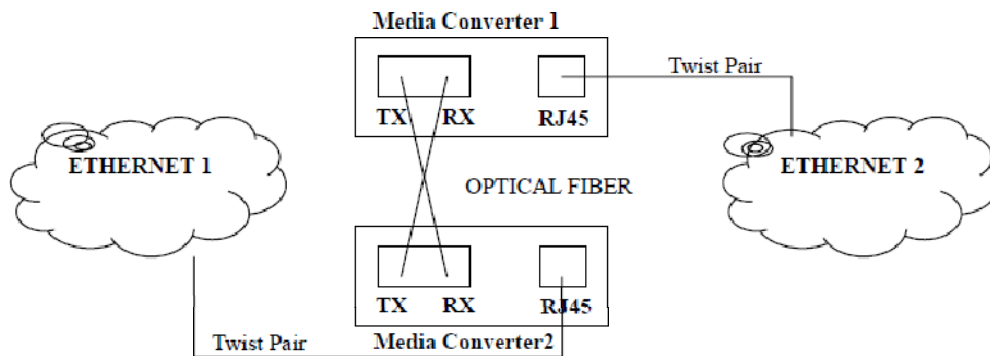 Media Converter 1
TX RX RJ45
Twist Pair
ETHERNET 1
ETHERNET 2
OPTICAL FIBER
TX RX RJ45
Media Converter2
Twist Pair